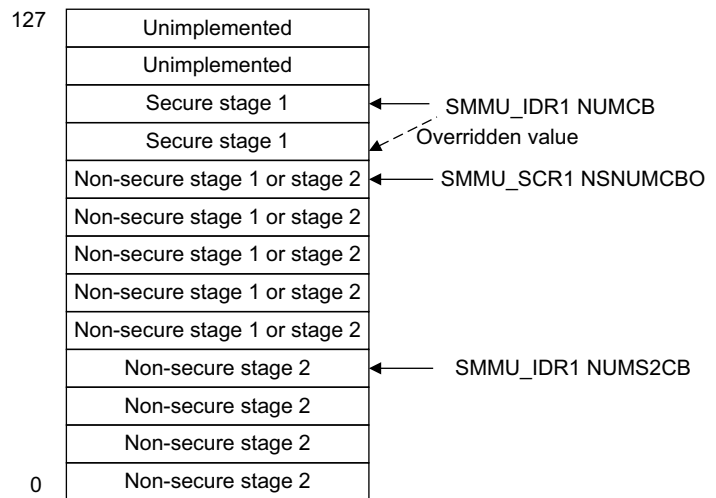 127
Unimplemented
Unimplemented
Secure stage 1
SMMU_IDR1 NUMCB
Secure stage 1
Overridden value
Non-secure stage 1 or stage 2
SMMU_SCR1 NSNUMCBO
Non-secure stage 1 or stage 2
Non-secure stage 1 or stage 2
Non-secure stage 1 or stage 2
Non-secure stage 1 or stage 2
Non-secure stage 2
SMMU_IDR1 NUMS2CB
Non-secure stage 2
Non-secure stage 2
0
Non-secure stage 2